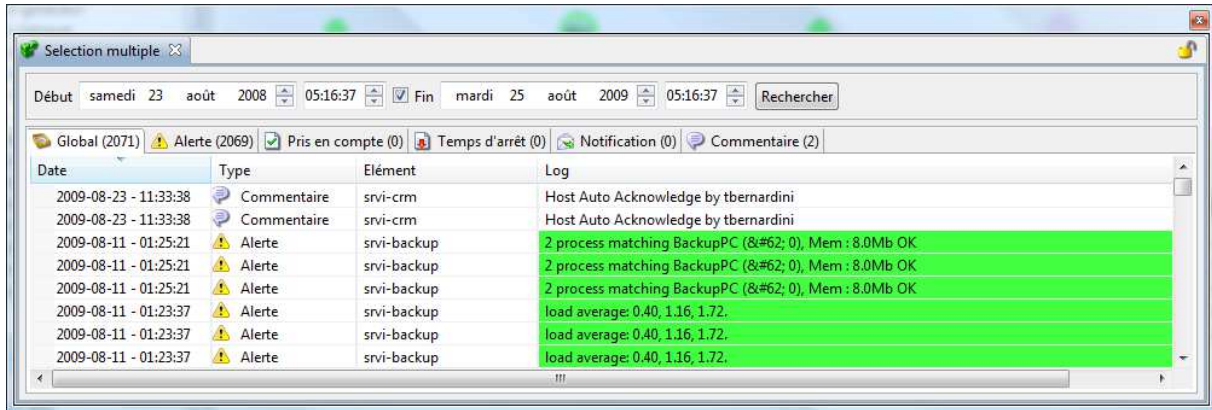 Selection multiple
Début samedi 23 août 2008 05:16:37 Fin mardi 25 août 2009 05:16:37 Rechercher
Global (2071) Alerte (2069) Pris en compte (0) Temps d'arrêt (0) Notification (0) Commentaire (2)
Date Type Elément Log
2009-08-23 - 11:33:38 Commentaire srvi-crm Host Auto Acknowledge by tbernardini
2009-08-23 - 11:33:38 Commentaire srvi-crm Host Auto Acknowledge by tbernardini
2009-08-11 - 01:25:21 Alerte srvi-backup 2 process matching BackupPC (&#62; 0), Mem : 8.0Mb OK
2009-08-11 - 01:25:21 Alerte srvi-backup 2 process matching BackupPC (&#62; 0), Mem : 8.0Mb OK
2009-08-11 - 01:25:21 Alerte srvi-backup 2 process matching BackupPC (&#62; 0), Mem : 8.0Mb OK
2009-08-11 - 01:23:37 Alerte srvi-backup load average: 0.40, 1.16, 1.72.
2009-08-11 - 01:23:37 Alerte srvi-backup load average: 0.40, 1.16, 1.72.
2009-08-11 - 01:23:37 Alerte srvi-backup load average: 0.40, 1.16, 1.72.